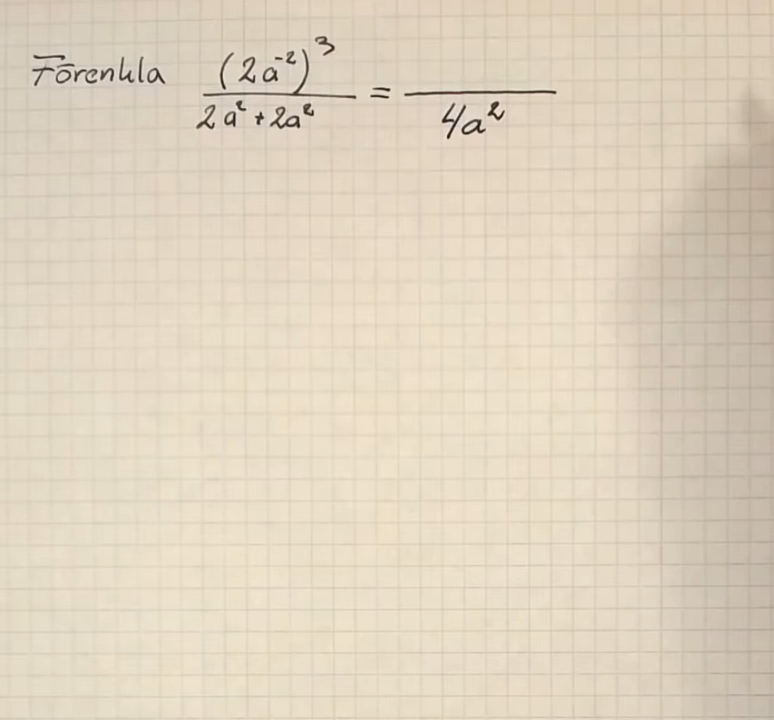 Förenkla (2a⁻²)³ / 2a² + 2a² = / 4a²